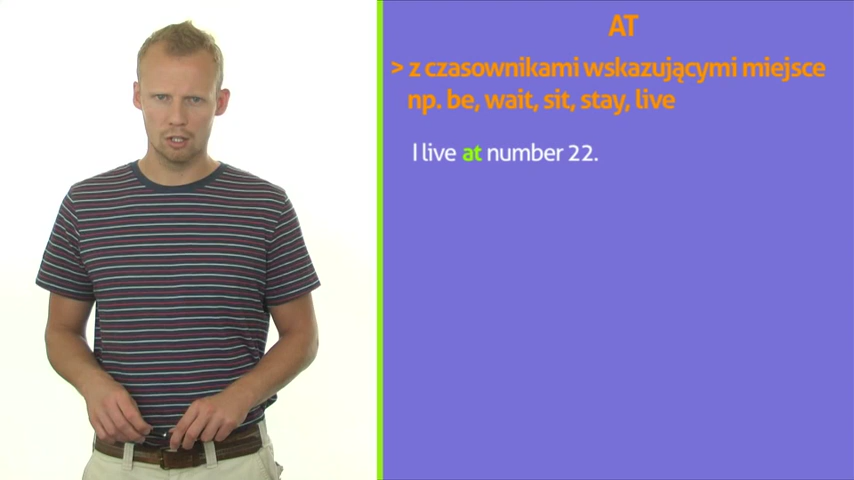 AT
> z czasownikami wskazującymi miejsce
np. be, wait, sit, stay, live
I live at number 22.